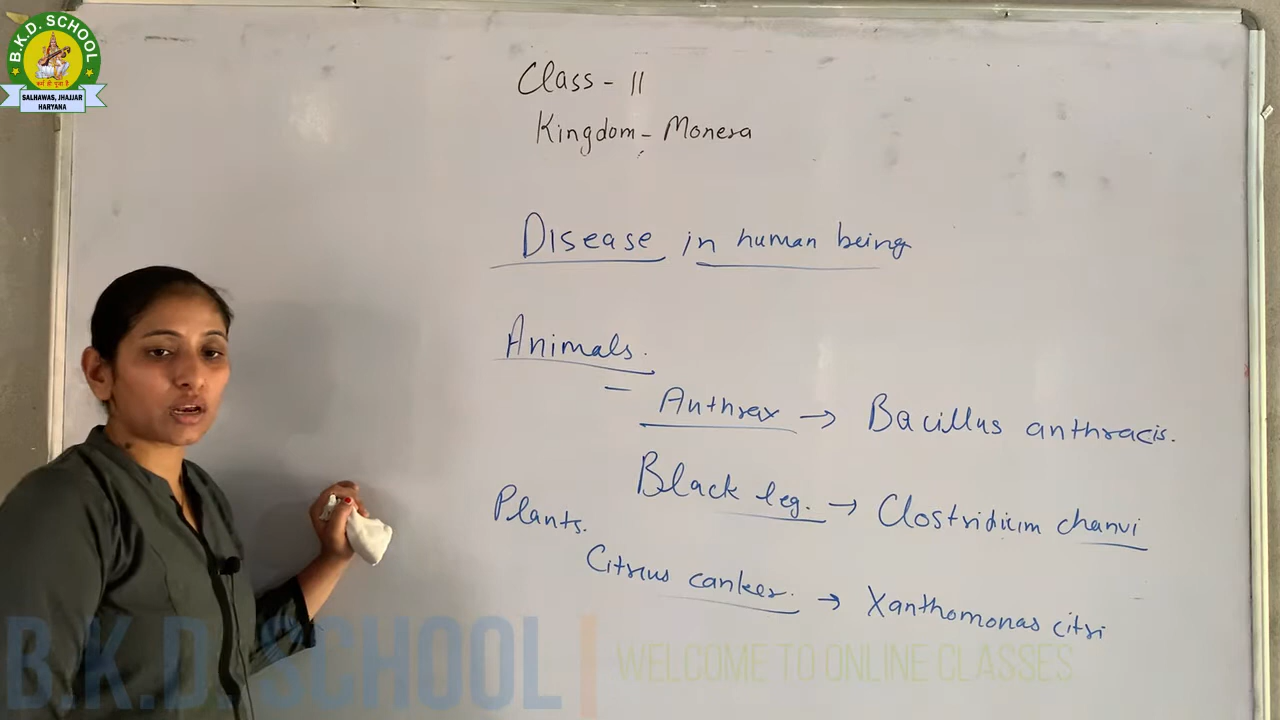 B.K.D. SCHOOL
SALHAWAS, JHAJJAR
HARYANA
Class - 11
Kingdom - Monera
Disease in human being
Animals.
- Anthrax → Bacillus anthracis.
Black leg. → Clostridium chanvi
Plants.
Citrius canker. → Xanthomonas citri
B.K.D. SCHOOL | WELCOME TO ONLINE CLASSES